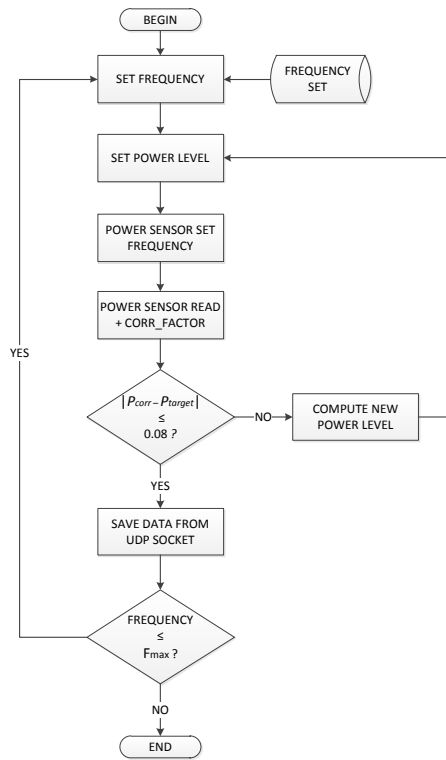 BEGIN
SET FREQUENCY
FREQUENCY
SET
SET POWER LEVEL
POWER SENSOR SET
FREQUENCY
POWER SENSOR READ
+ CORR_FACTOR
YES
|Pcorr – Ptarget|
≤
0.08 ?
NO
COMPUTE NEW
POWER LEVEL
YES
SAVE DATA FROM
UDP SOCKET
FREQUENCY
≤
Fmax ?
NO
END